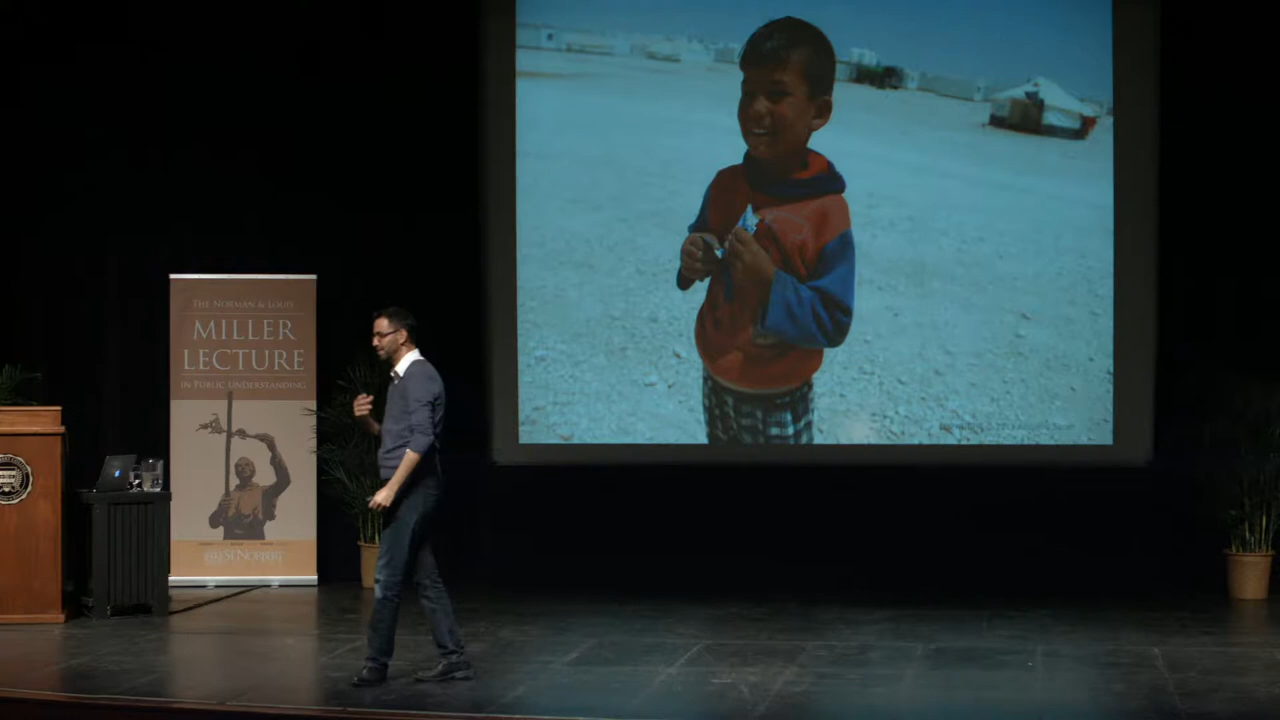 THE NORMAN & LOUIS
MILLER
LECTURE
IN PUBLIC UNDERSTANDING
ST NORBERT